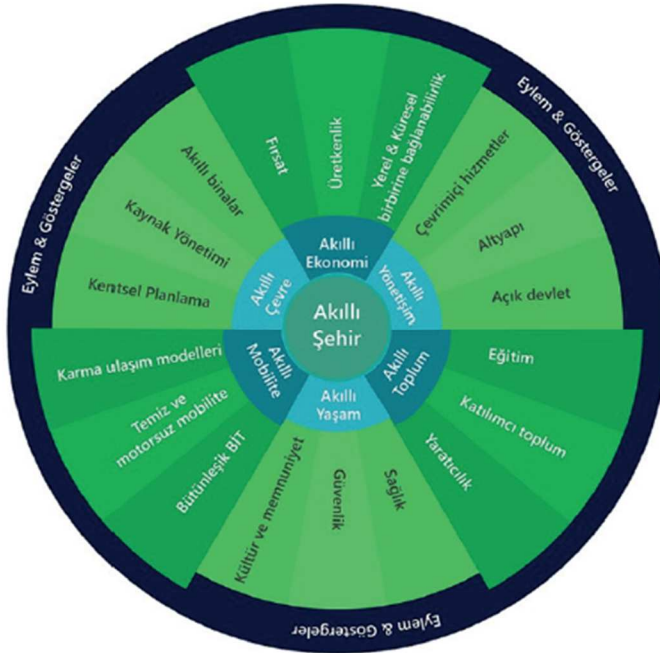 Akıllı
Şehir
Akıllı
Ekonomi
Fırsat
Üretkenlik
Yerel & Küresel
birbirine bağlanabilirlik
Akıllı
Yönetişim
Çevrimiçi hizmetler
Altyapı
Açık devlet
Akıllı
Toplum
Eğitim
Katılımcı toplum
Yaratıcılık
Akıllı
Yaşam
Sağlık
Güvenlik
Kültür ve memnuniyet
Akıllı
Mobilite
Bütünleşik BİT
Temiz ve
motorsuz mobilite
Karma ulaşım modelleri
Akıllı
Çevre
Kentsel Planlama
Kaynak Yönetimi
Akıllı binalar
Eylem & Göstergeler
Eylem & Göstergeler
Eylem & Göstergeler